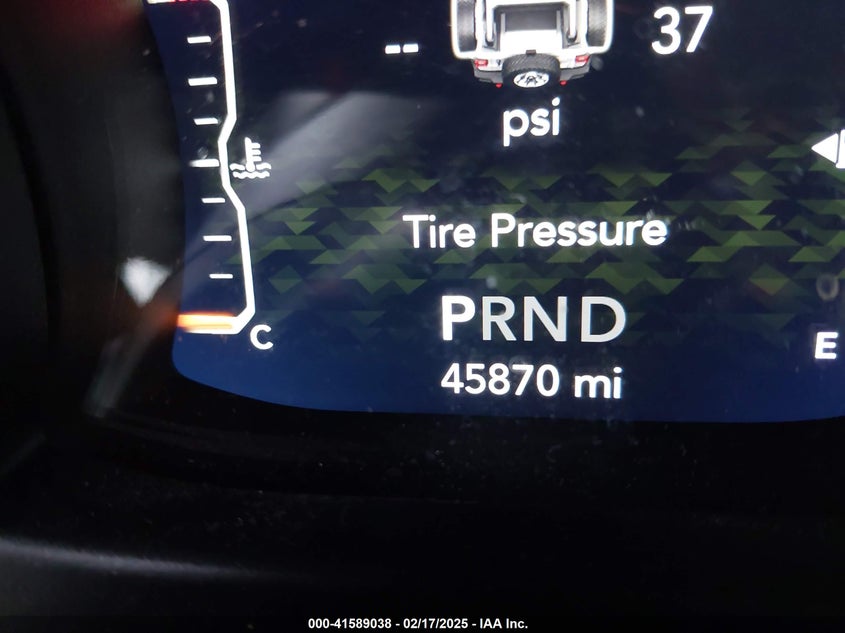 -- 37
psi
Tire Pressure
PRND
C E
45870 mi
000-41589038 - 02/17/2025 - IAA Inc.